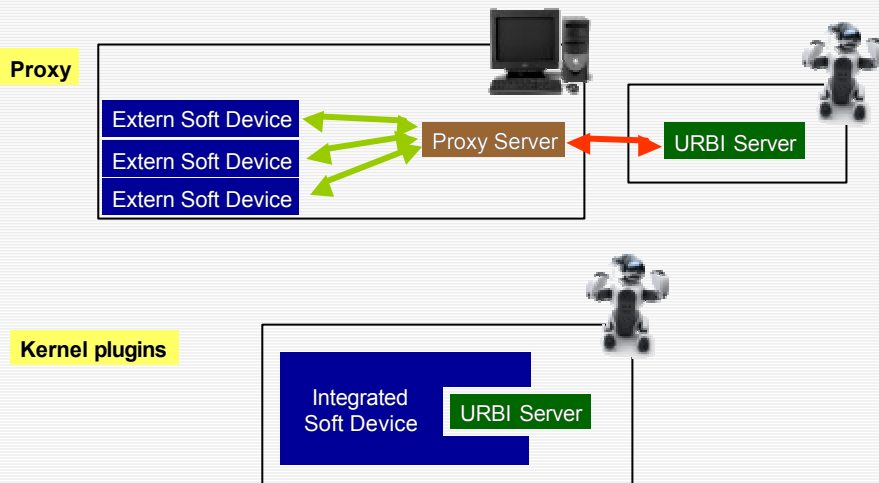 Proxy
Extern Soft Device
Extern Soft Device
Extern Soft Device
Proxy Server
URBI Server
Kernel plugins
Integrated
Soft Device
URBI Server